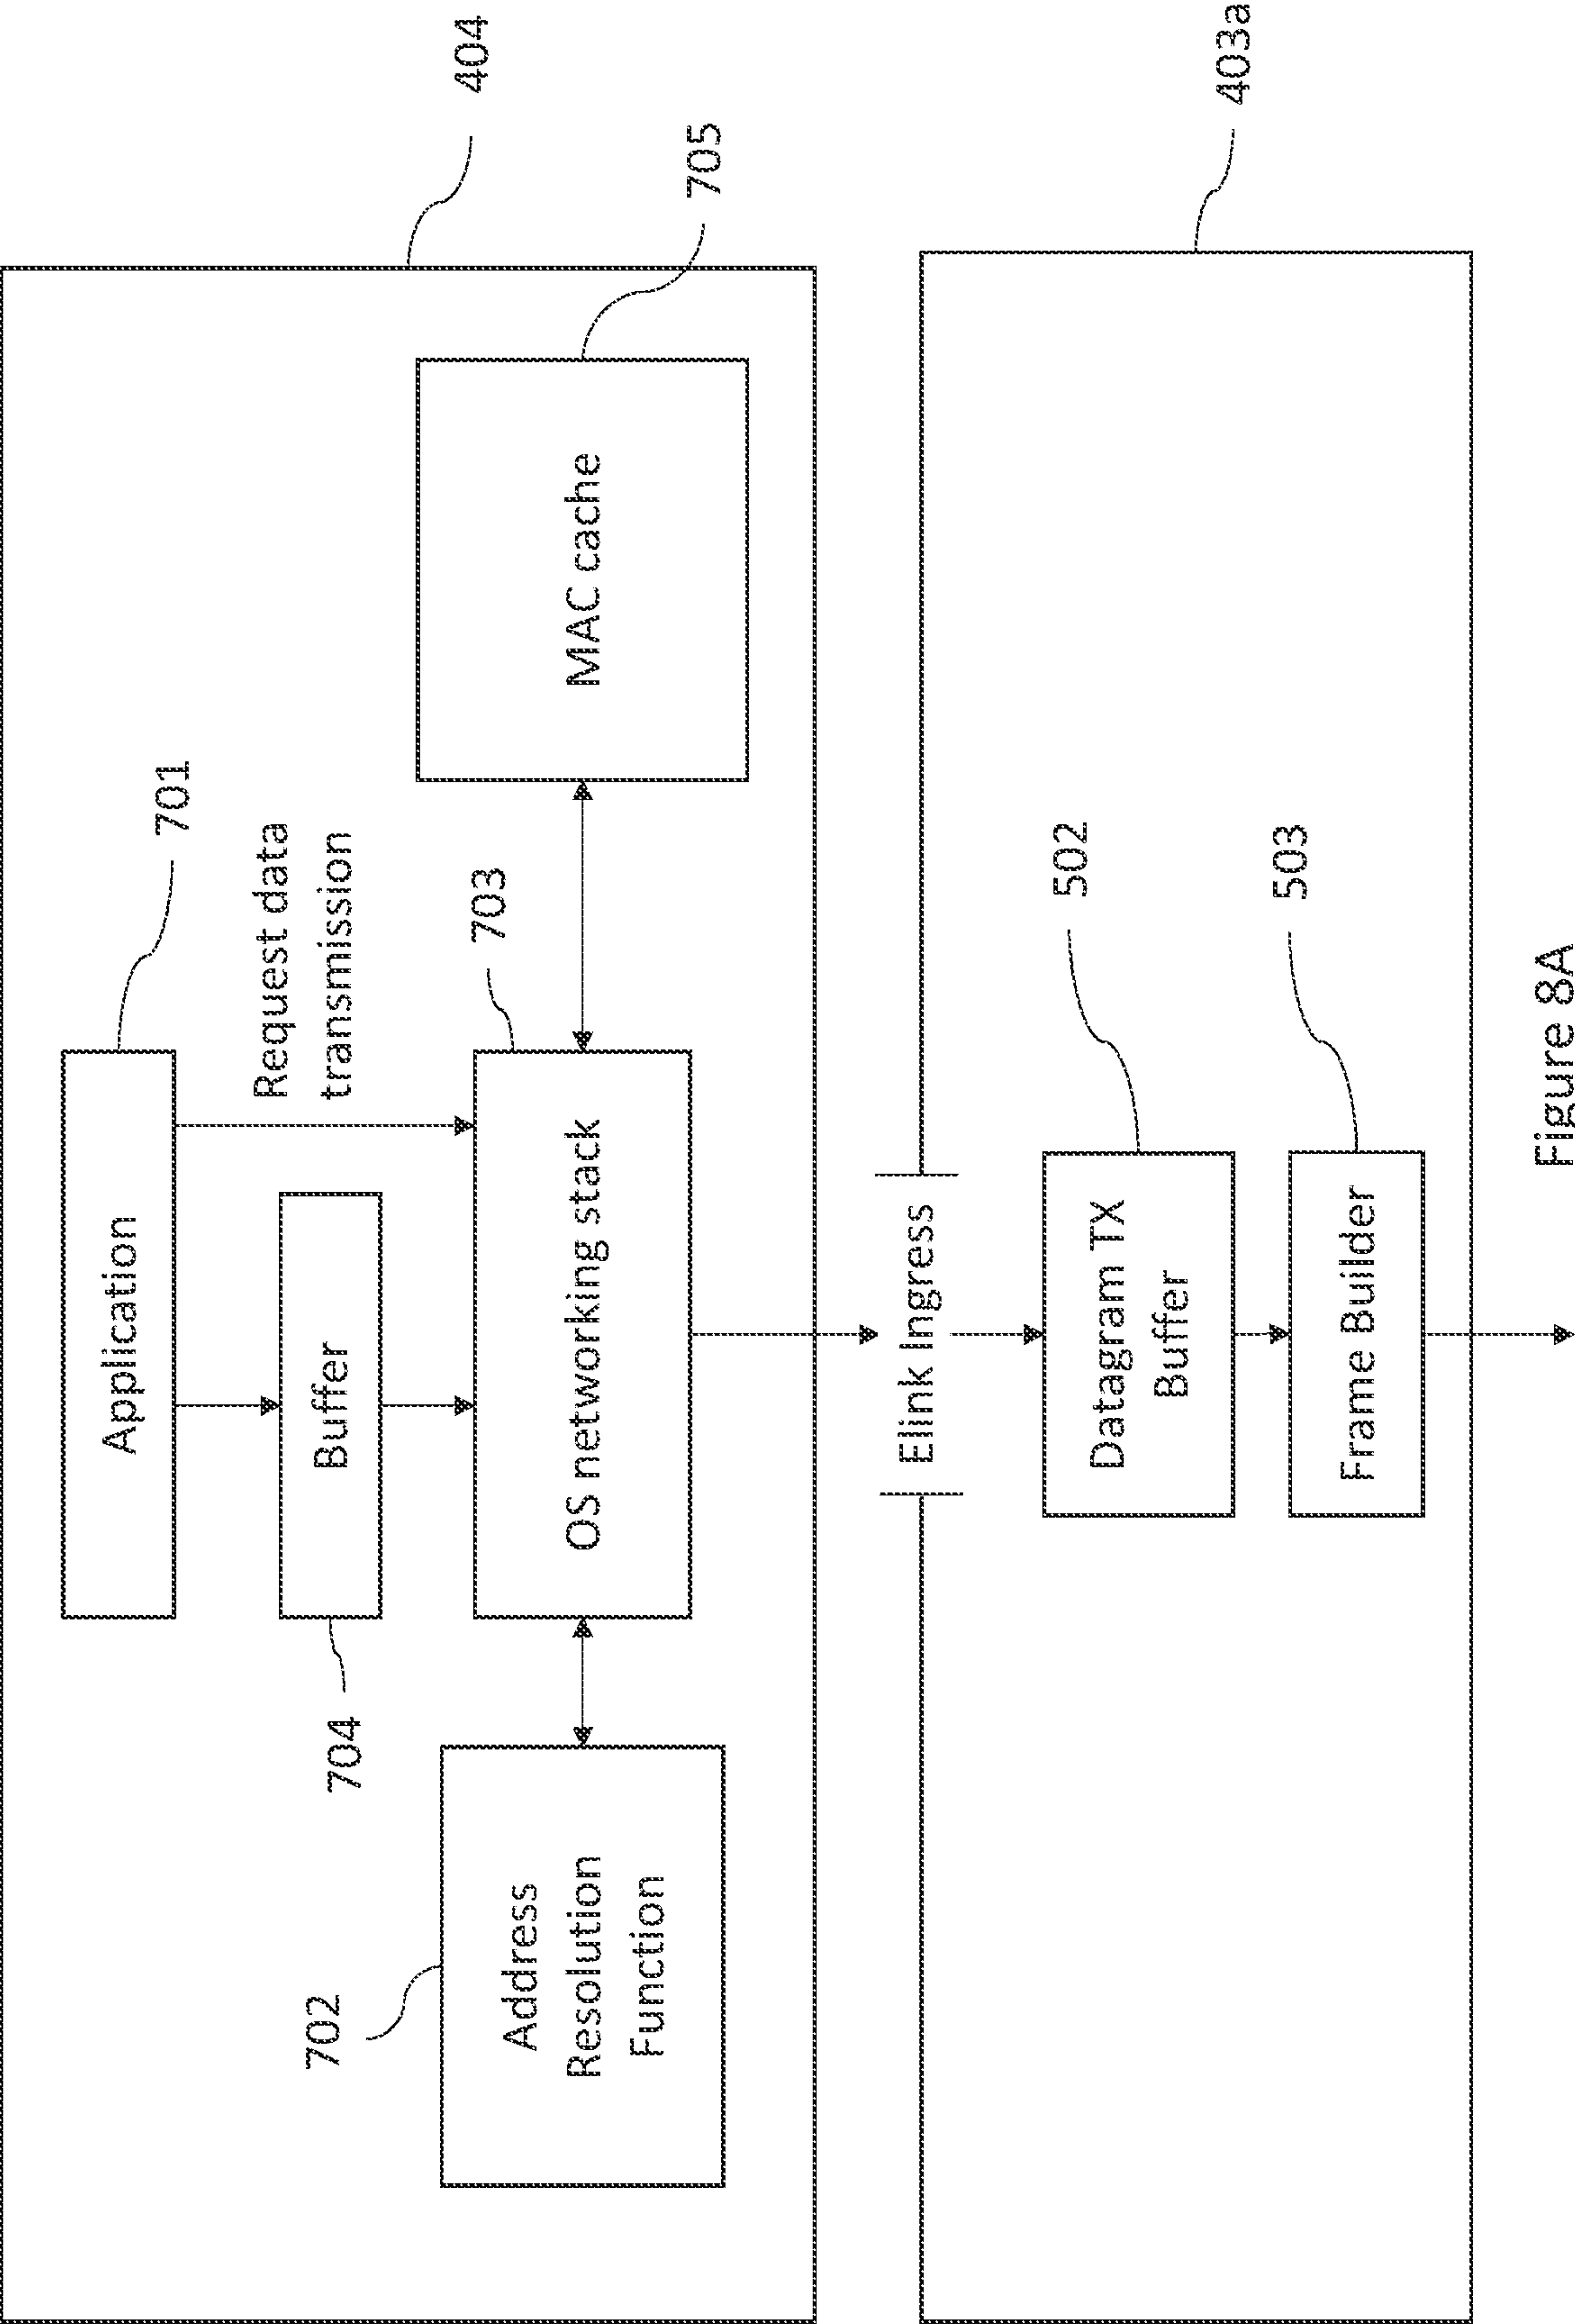 404
Application
701
Request data
transmission
Buffer
704
705
703
OS networking stack
MAC cache
702
Address
Resolution
Function
Elink Ingress
403a
502
Datagram TX
Buffer
503
Frame Builder
Figure 8A